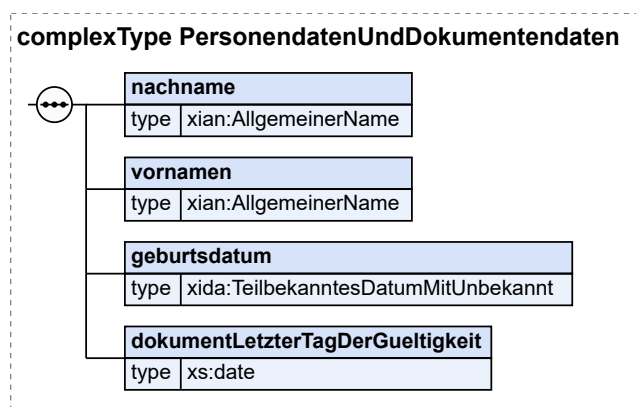 complexType PersonendatenUndDokumentendaten
nachname
type xian:AllgemeinerName
vornamen
type xian:AllgemeinerName
geburtsdatum
type xida:TeilbekanntesDatumMitUnbekannt
dokumentLetzterTagDerGueltigkeit
type xs:date